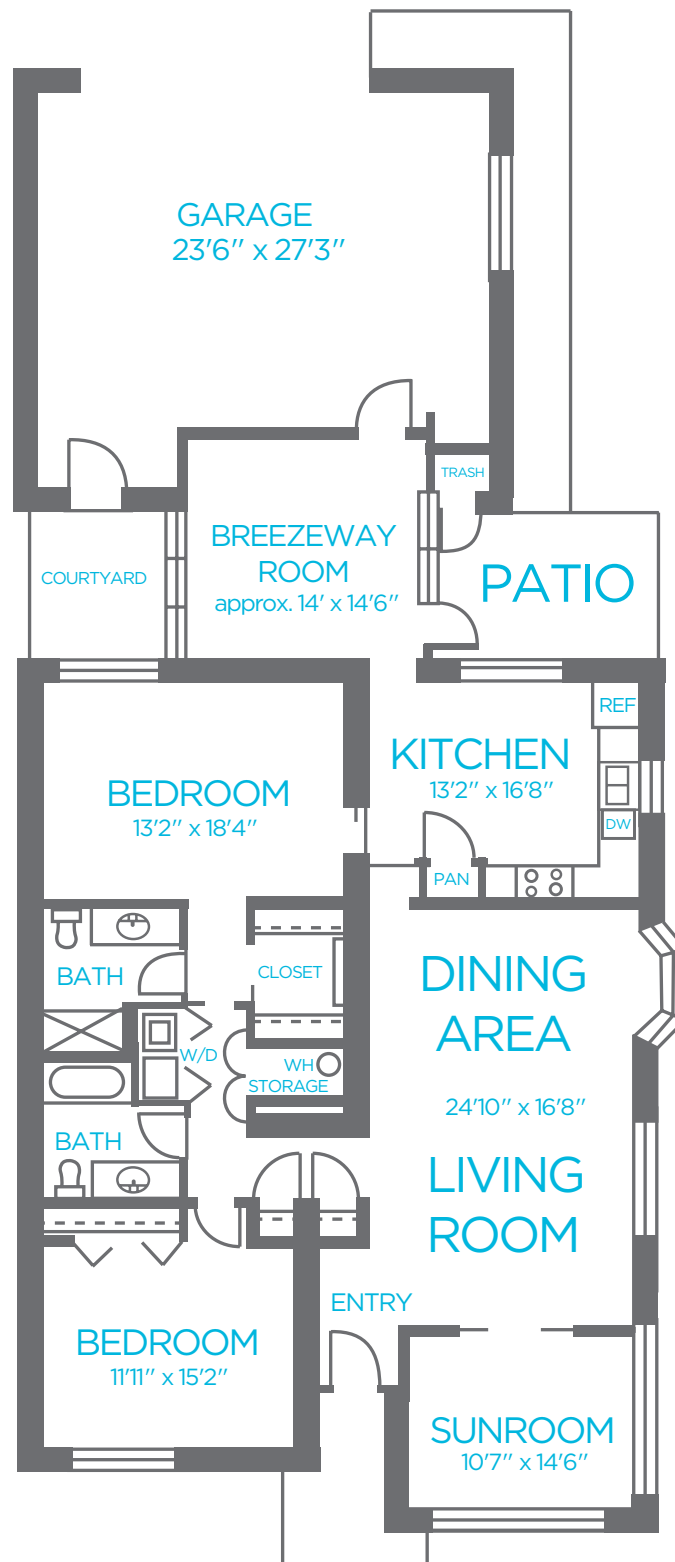 GARAGE
23'6" x 27'3"
TRASH
BREEZEWAY
ROOM
approx. 14' x 14'6"
COURTYARD
PATIO
REF
KITCHEN
13'2" x 16'8"
BEDROOM
13'2" x 18'4"
DW
PAN
BATH
CLOSET
DINING
AREA
W/D
WH
STORAGE
24'10" x 16'8"
BATH
LIVING
ROOM
ENTRY
BEDROOM
11'11" x 15'2"
SUNROOM
10'7" x 14'6"